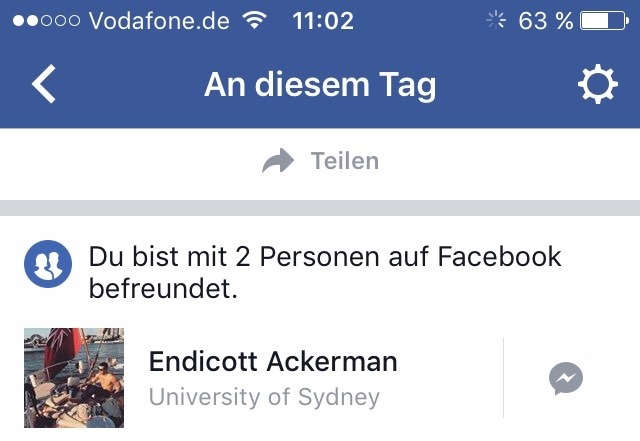 Vodafone.de 11:02 63 %
An diesem Tag
Teilen
Du bist mit 2 Personen auf Facebook
befreundet.
Endicott Ackerman
University of Sydney